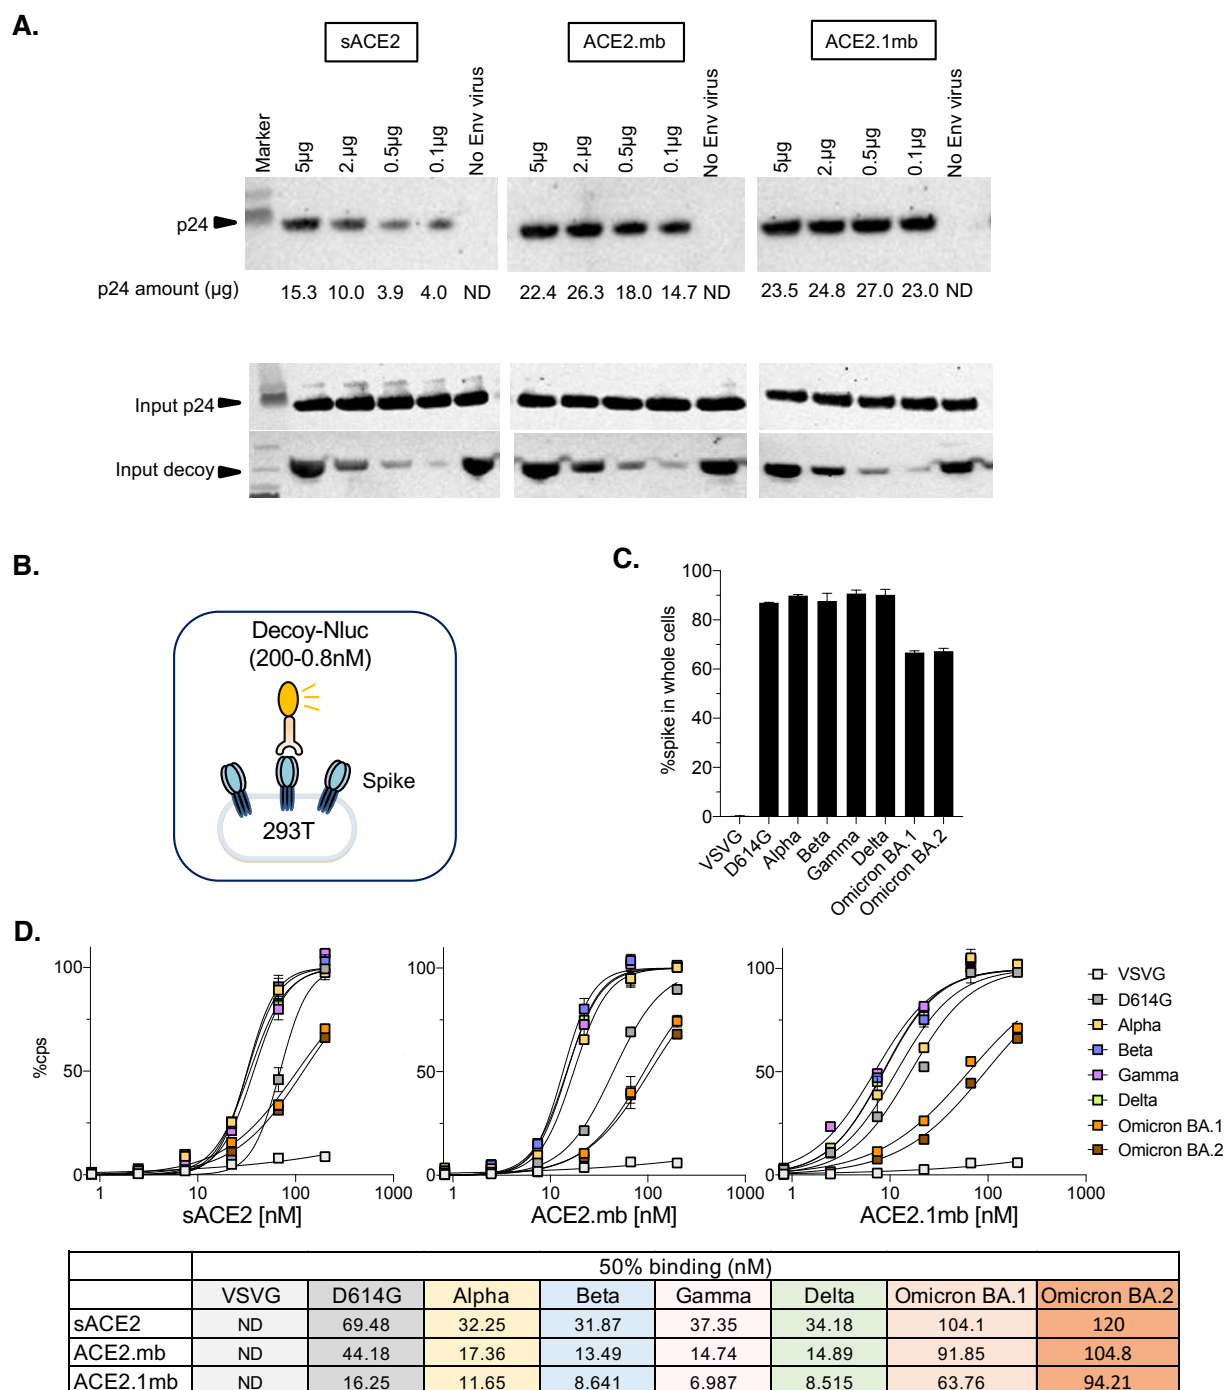 A.
sACE2 ACE2.mb ACE2.1mb
Marker 5µg 2.µg 0.5µg 0.1µg No Env virus 5µg 2.µg 0.5µg 0.1µg No Env virus 5µg 2.µg 0.5µg 0.1µg No Env virus
p24
p24 amount (µg) 15.3 10.0 3.9 4.0 ND 22.4 26.3 18.0 14.7 ND 23.5 24.8 27.0 23.0 ND
Input p24
Input decoy
B.
Decoy-Nluc
(200-0.8nM)
Spike
293T
C.
%spike in whole cells
100
80
60
40
20
0
VSVG D614G Alpha Beta Gamma Delta Omicron BA.1 Omicron BA.2
D.
%cps
100
50
0
1 10 100 1000
sACE2 [nM]
100
50
0
1 10 100 1000
ACE2.mb [nM]
100
50
0
1 10 100 1000
ACE2.1mb [nM]
VSVG
D614G
Alpha
Beta
Gamma
Delta
Omicron BA.1
Omicron BA.2
50% binding (nM)
VSVG D614G Alpha Beta Gamma Delta Omicron BA.1 Omicron BA.2
sACE2 ND 69.48 32.25 31.87 37.35 34.18 104.1 120
ACE2.mb ND 44.18 17.36 13.49 14.74 14.89 91.85 104.8
ACE2.1mb ND 16.25 11.65 8.641 6.987 8.515 63.76 94.21